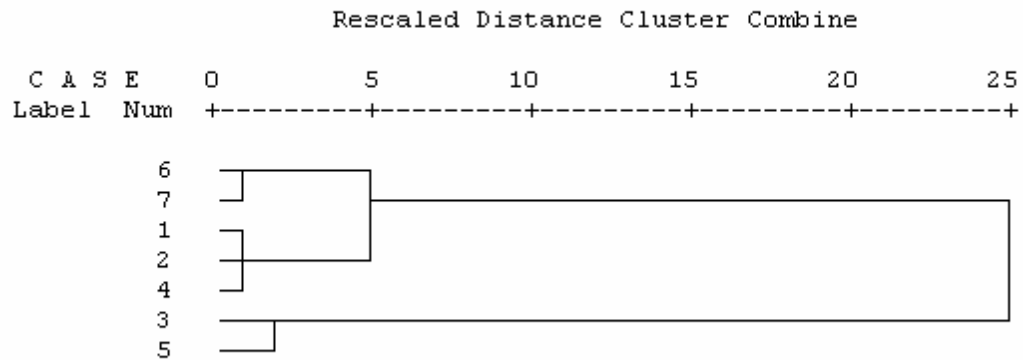 Rescaled Distance Cluster Combine
C A S E 0 5 10 15 20 25
Label Num +---------+---------+---------+---------+---------+
6
7
1
2
4
3
5